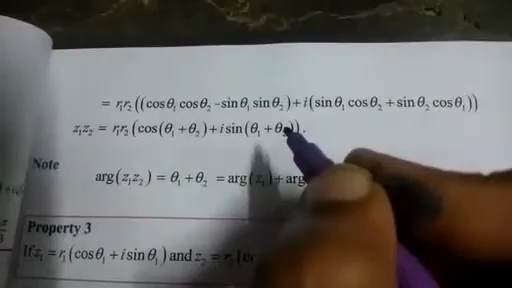 = r₁r₂((cosθ₁ cosθ₂ - sinθ₁ sinθ₂) + i(sinθ₁ cosθ₂ + sinθ₂ cosθ₁))
z₁z₂ = r₁r₂(cos(θ₁ + θ₂) + i sin(θ₁ + θ₂)).
Note
arg(z₁z₂) = θ₁ + θ₂ = arg(z₁) + arg
Property 3
If z₁ = r₁(cosθ₁ + i sinθ₁) and z₂ = r₂(co